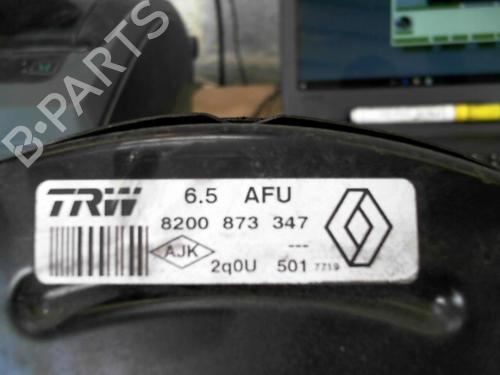 B-PARTS
TRW 6.5 AFU
8200 873 347
AJK ---
2q0U 501 7719